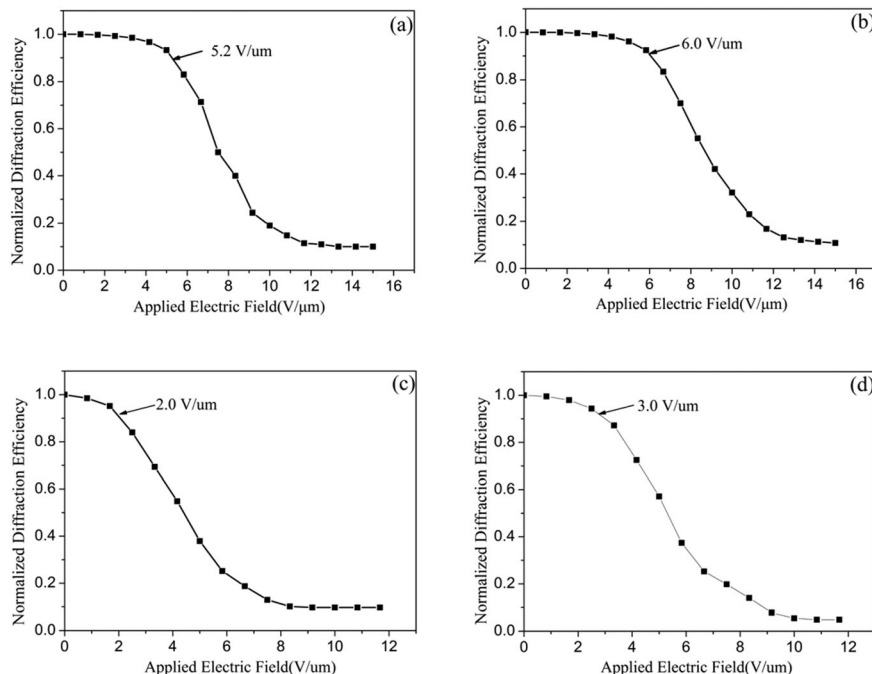 (a)
1.0
0.8
0.6
0.4
0.2
0.0
Normalized Diffraction Efficiency
5.2 V/um
0 2 4 6 8 10 12 14 16
Applied Electric Field(V/μm)
(b)
1.0
0.8
0.6
0.4
0.2
0.0
Normalized Diffraction Efficiency
6.0 V/um
0 2 4 6 8 10 12 14 16
Applied Electric Field(V/μm)
(c)
1.0
0.8
0.6
0.4
0.2
0.0
Normalized Diffraction Efficiency
2.0 V/um
0 2 4 6 8 10 12
Applied Electric Field(V/um)
(d)
1.0
0.8
0.6
0.4
0.2
0.0
Normalized Diffraction Efficiency
3.0 V/um
0 2 4 6 8 10 12
Applied Electric Field(V/um)